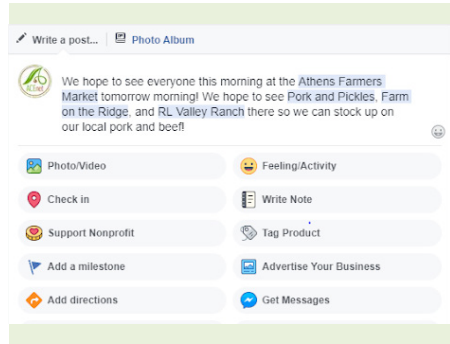 Write a post... Photo Album
We hope to see everyone this morning at the Athens Farmers
Market tomorrow morning! We hope to see Pork and Pickles, Farm
on the Ridge, and RL Valley Ranch there so we can stock up on
our local pork and beef!
Photo/Video Feeling/Activity
Check in Write Note
Support Nonprofit Tag Product
Add a milestone Advertise Your Business
Add directions Get Messages